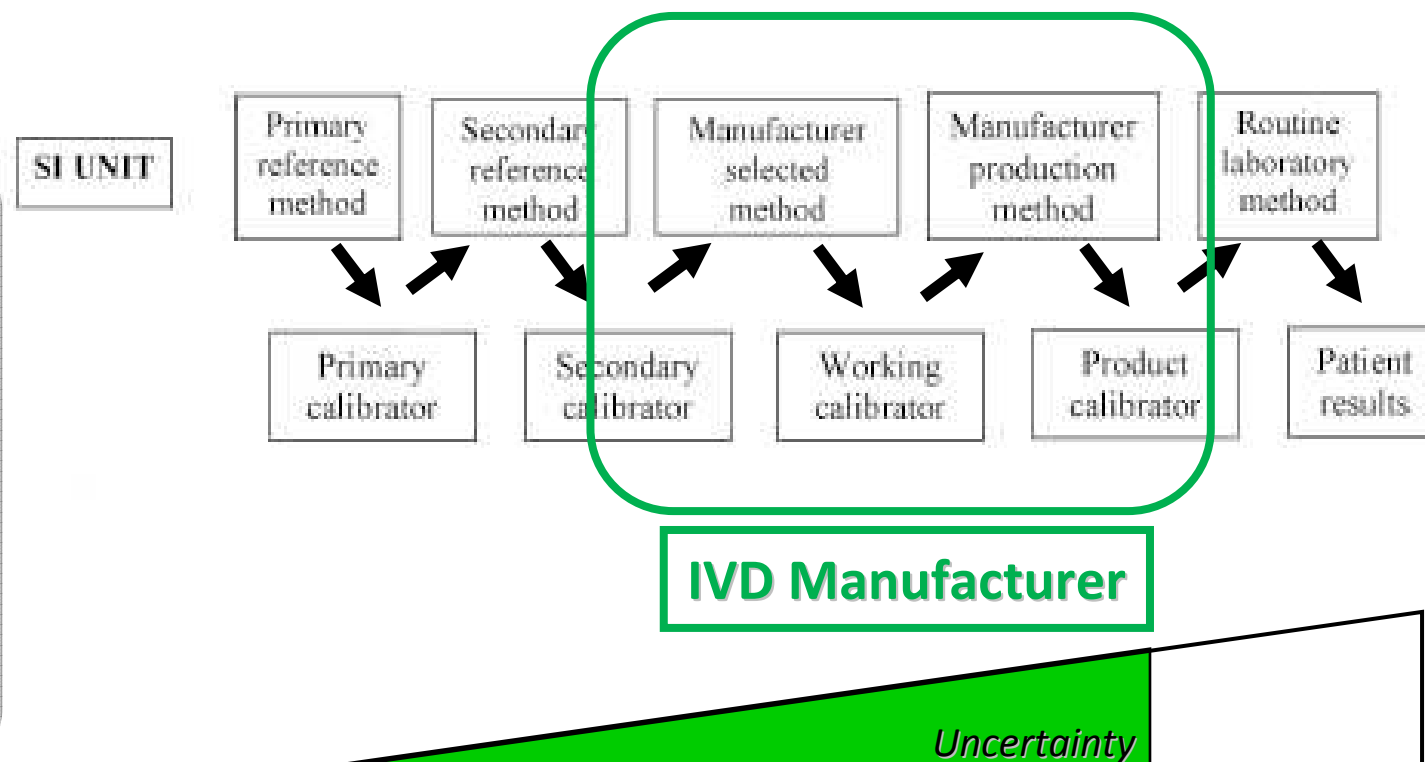 SI UNIT
Primary
reference
method
Secondary
reference
method
Manufacturer
selected
method
Manufacturer
production
method
Routine
laboratory
method
Primary
calibrator
Secondary
calibrator
Working
calibrator
Product
calibrator
Patient
results
IVD Manufacturer
Uncertainty